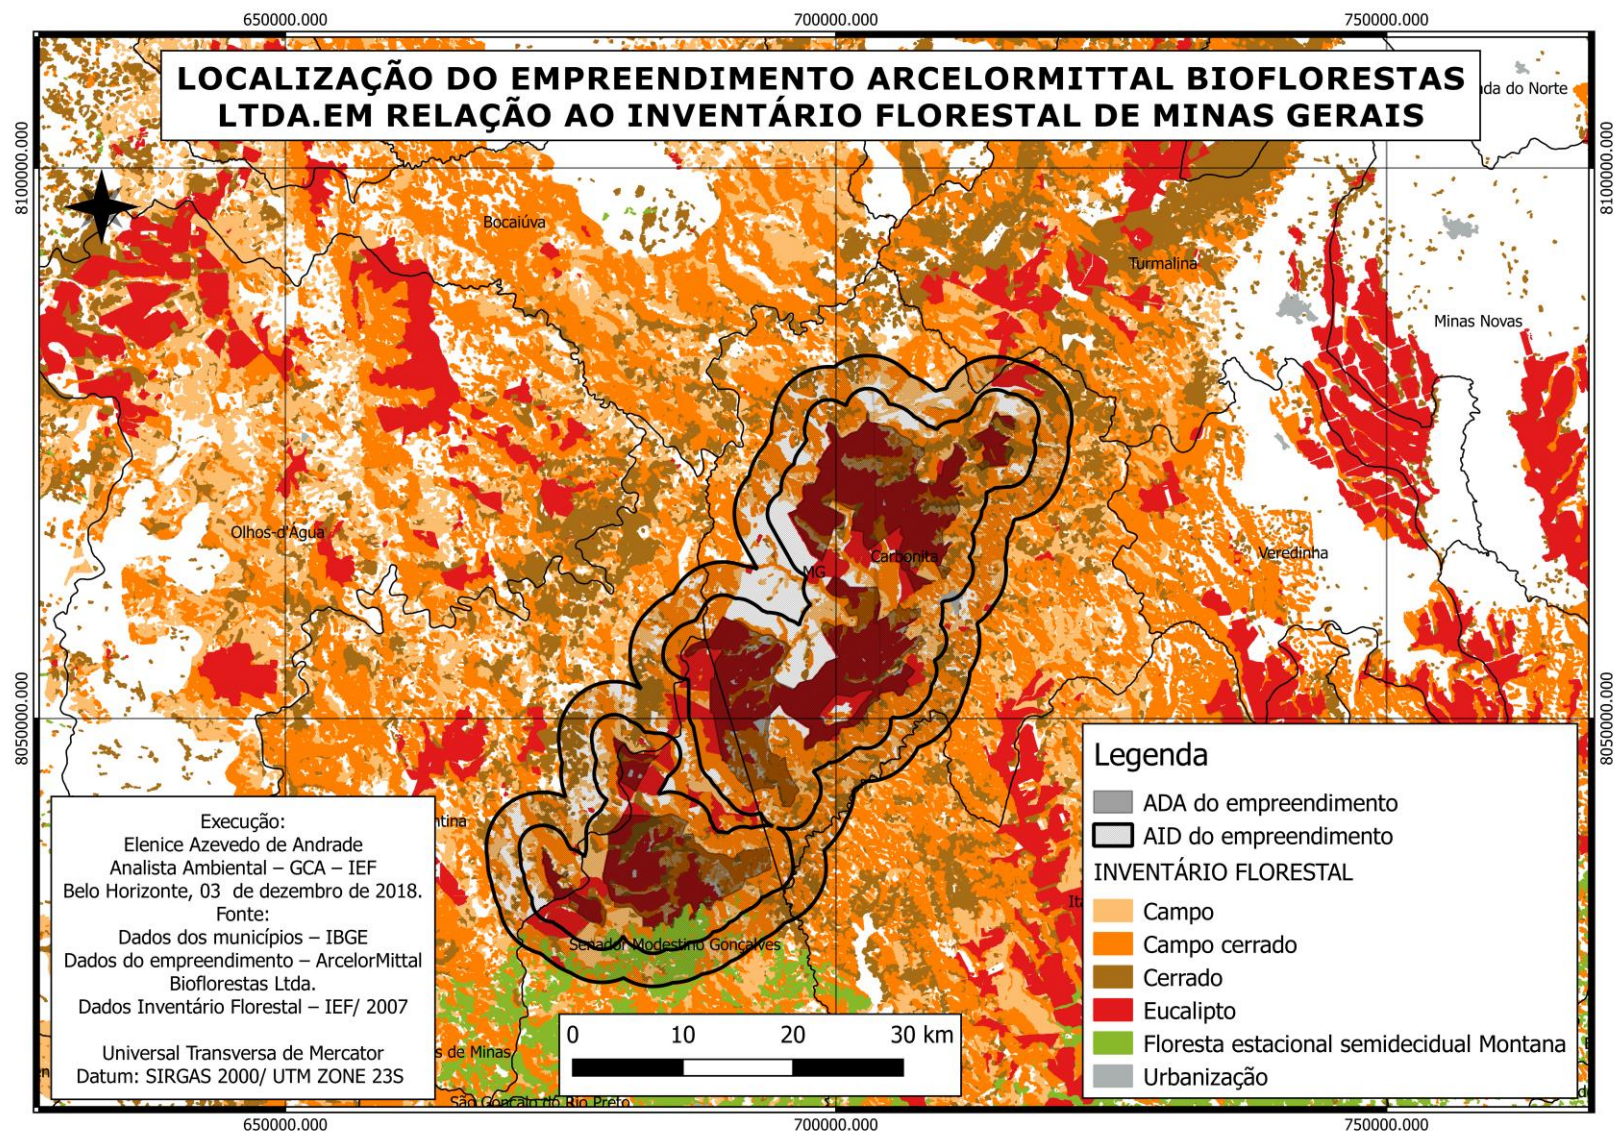 650000.000
700000.000
750000.000
LOCALIZAÇÃO DO EMPREENDIMENTO ARCELORMITTAL BIOFLORESTAS
LTDA.EM RELAÇÃO AO INVENTÁRIO FLORESTAL DE MINAS GERAIS
do Norte
8100000.000
8100000.000
Bocaiúva
Turmalina
Minas Novas
Olhos-d'Água
Veredinha
Carbonita
MG
8050000.000
8050000.000
Senador Modestino Gonçalves
de Minas
São Gonçalo do Rio Preto
Execução:
Elenice Azevedo de Andrade
Analista Ambiental – GCA – IEF
Belo Horizonte, 03 de dezembro de 2018.
Fonte:
Dados dos municípios – IBGE
Dados do empreendimento – ArcelorMittal
Bioflorestas Ltda.
Dados Inventário Florestal – IEF/ 2007
Universal Transversa de Mercator
Datum: SIRGAS 2000/ UTM ZONE 23S
0 10 20 30 km
Legenda
ADA do empreendimento
AID do empreendimento
INVENTÁRIO FLORESTAL
Campo
Campo cerrado
Cerrado
Eucalipto
Floresta estacional semidecidual Montana
Urbanização
650000.000
700000.000
750000.000